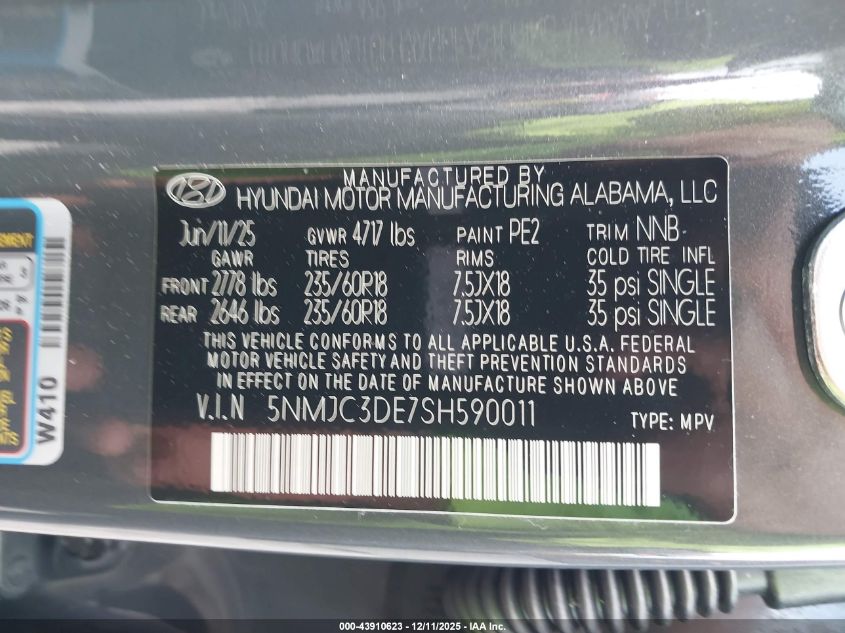 MANUFACTURED BY
HYUNDAI MOTOR MANUFACTURING ALABAMA, LLC
Jun/11/25 GVWR 4717 lbs PAINT PE2 TRIM NNB
GAWR TIRES RIMS COLD TIRE INFL
FRONT 2778 lbs 235/60R18 7.5JX18 35 psi SINGLE
REAR 2646 lbs 235/60R18 7.5JX18 35 psi SINGLE
THIS VEHICLE CONFORMS TO ALL APPLICABLE U.S.A. FEDERAL
MOTOR VEHICLE SAFETY AND THEFT PREVENTION STANDARDS
IN EFFECT ON THE DATE OF MANUFACTURE SHOWN ABOVE
V.I.N 5NMJC3DE7SH590011 TYPE: MPV
W410
000-43910623 - 12/11/2025 - IAA, Inc.